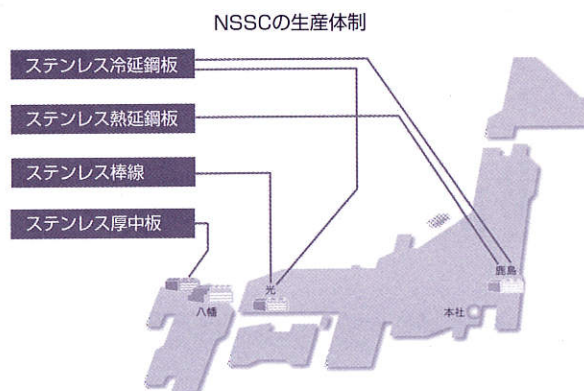 NSSCの生産体制
ステンレス冷延鋼板
ステンレス熱延鋼板
ステンレス棒線
ステンレス厚中板
鹿島
光
八幡
本社